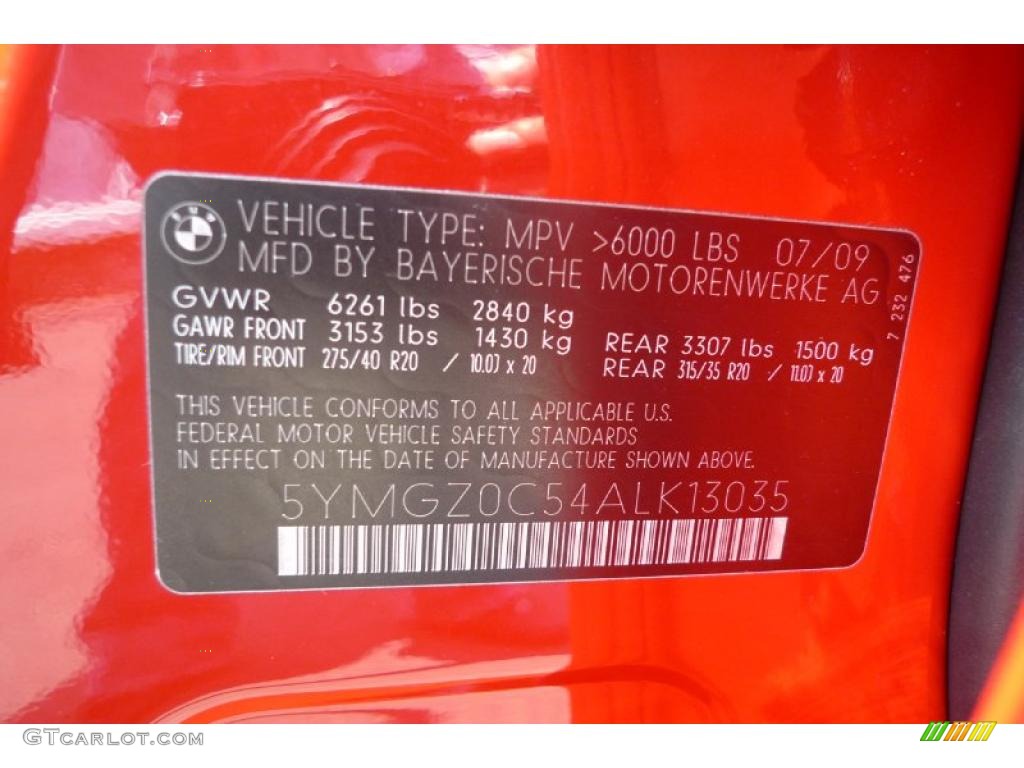 BMW
VEHICLE TYPE: MPV >6000 LBS 07/09
MFD BY BAYERISCHE MOTORENWERKE AG
GVWR 6261 lbs 2840 kg
GAWR FRONT 3153 lbs 1430 kg REAR 3307 lbs 1500 kg
TIRE/RIM FRONT 275/40 R20 / 10.0J x 20 REAR 315/35 R20 / 11.0J x 20
7 232 476
THIS VEHICLE CONFORMS TO ALL APPLICABLE U.S.
FEDERAL MOTOR VEHICLE SAFETY STANDARDS
IN EFFECT ON THE DATE OF MANUFACTURE SHOWN ABOVE.
5YMGZ0C54ALK13035
GTCARLOT.COM